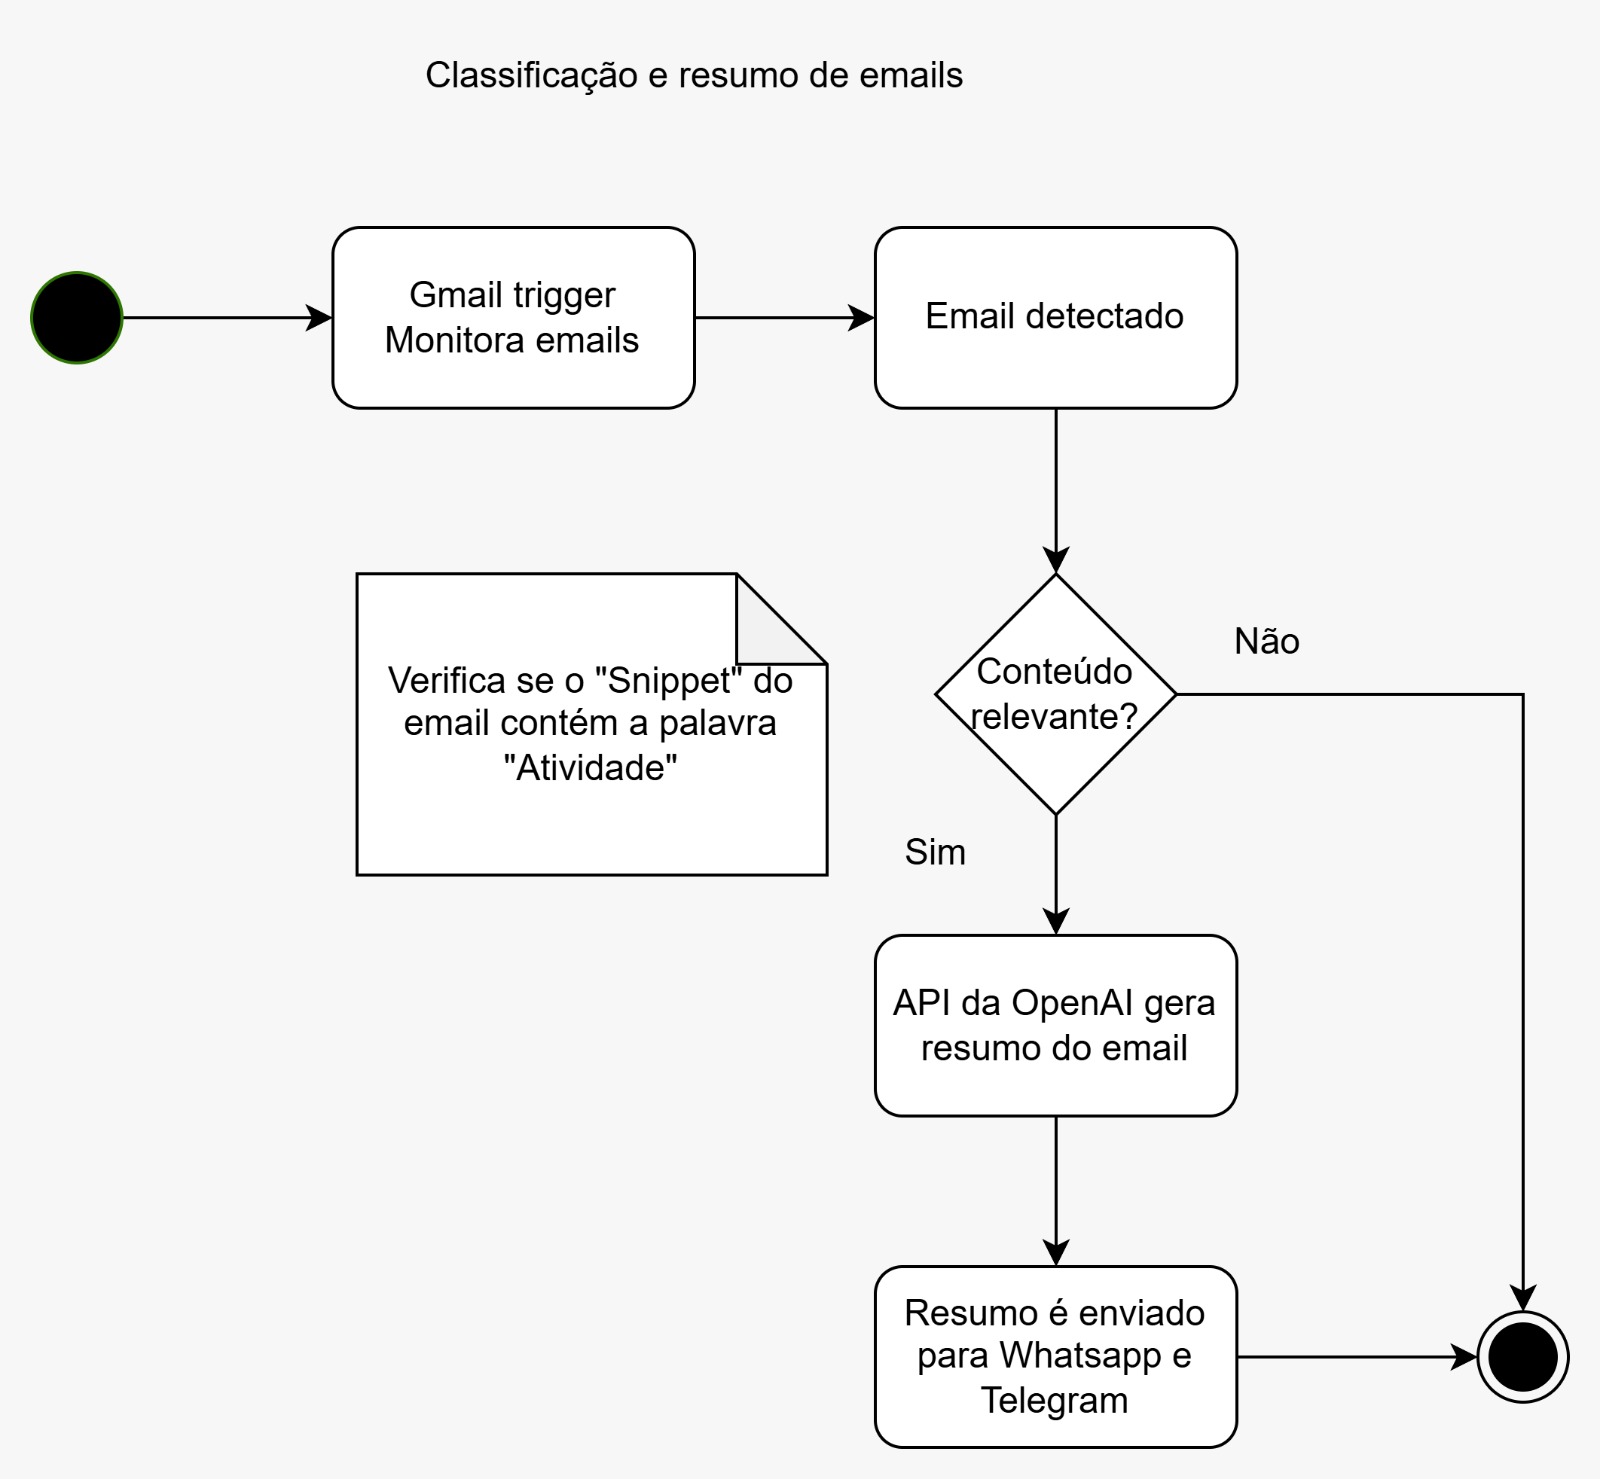 Classificação e resumo de emails
Gmail trigger
Monitora emails
Email detectado
Verifica se o "Snippet" do
email contém a palavra
"Atividade"
Conteúdo
relevante?
Não
Sim
API da OpenAI gera
resumo do email
Resumo é enviado
para Whatsapp e
Telegram